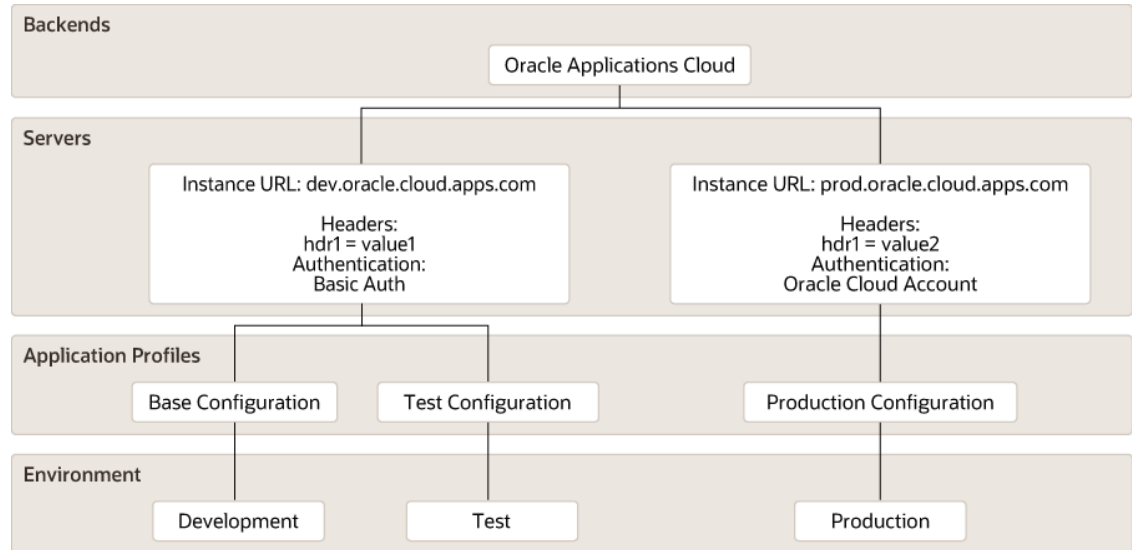 Backends
Oracle Applications Cloud
Servers
Instance URL: dev.oracle.cloud.apps.com
Headers:
hdr1 = value1
Authentication:
Basic Auth
Instance URL: prod.oracle.cloud.apps.com
Headers:
hdr1 = value2
Authentication:
Oracle Cloud Account
Application Profiles
Base Configuration
Test Configuration
Production Configuration
Environment
Development
Test
Production